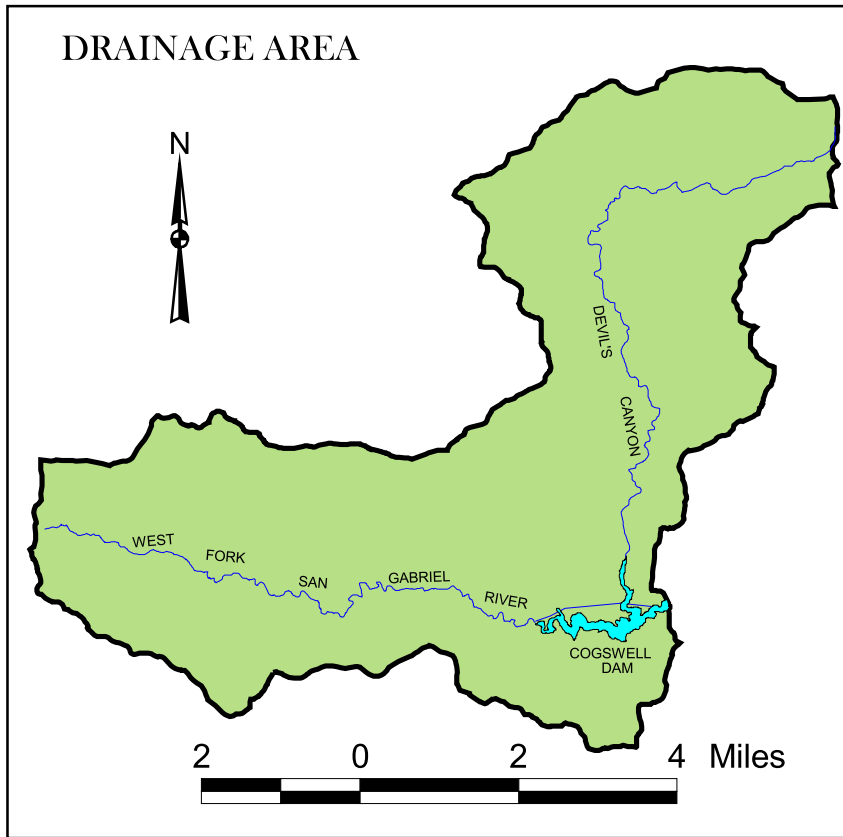 DRAINAGE AREA
N
DEVIL'S
CANYON
WEST
FORK
SAN
GABRIEL
RIVER
COGSWELL
DAM
2 0 2 4 Miles